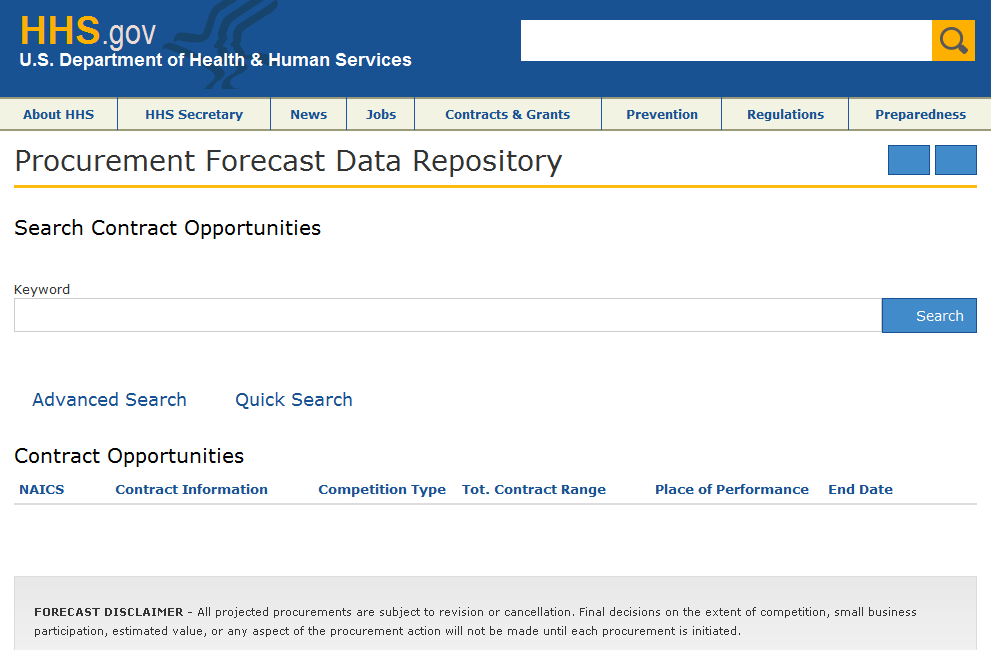 HHS.gov
U.S. Department of Health & Human Services
About HHS
HHS Secretary
News
Jobs
Contracts & Grants
Prevention
Regulations
Preparedness
Procurement Forecast Data Repository
Search Contract Opportunities
Keyword
Search
Advanced Search
Quick Search
Contract Opportunities
NAICS
Contract Information
Competition Type
Tot. Contract Range
Place of Performance
End Date
FORECAST DISCLAIMER - All projected procurements are subject to revision or cancellation. Final decisions on the extent of competition, small business
participation, estimated value, or any aspect of the procurement action will not be made until each procurement is initiated.